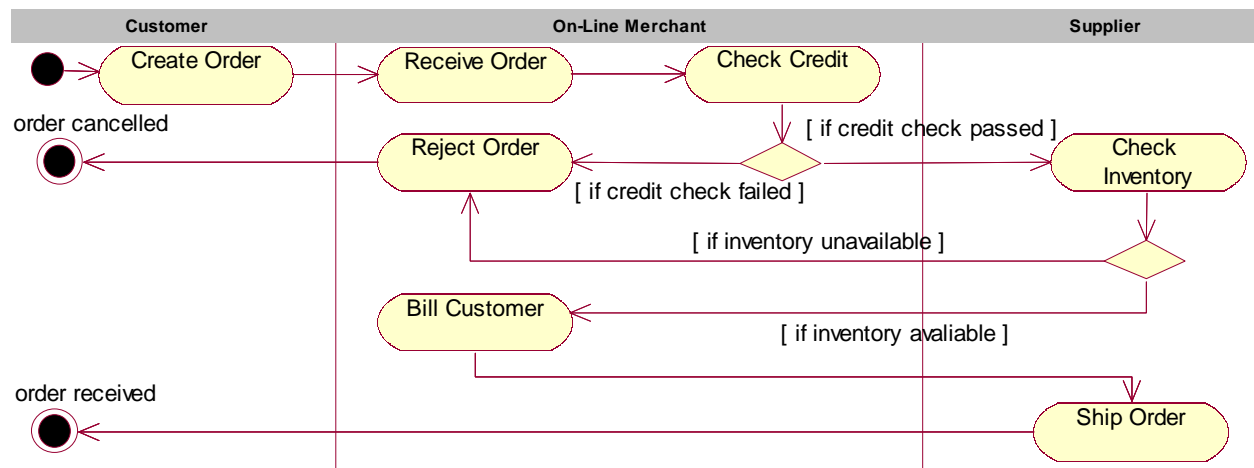 Customer
On-Line Merchant
Supplier
Create Order
Receive Order
Check Credit
order cancelled
[ if credit check passed ]
Reject Order
Check
Inventory
[ if credit check failed ]
[ if inventory unavailable ]
Bill Customer
[ if inventory avaliable ]
order received
Ship Order